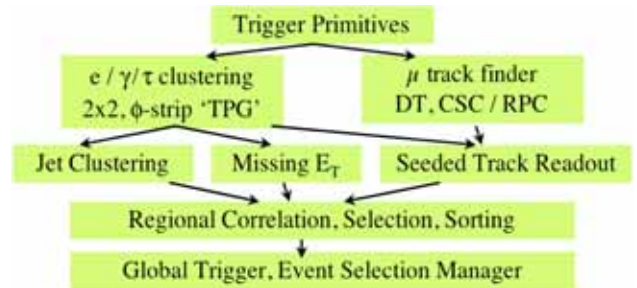 Trigger Primitives
e / γ/ τ clustering
2x2, ϕ-strip ‘TPG’
μ track finder
DT, CSC / RPC
Jet Clustering
Missing E_T
Seeded Track Readout
Regional Correlation, Selection, Sorting
Global Trigger, Event Selection Manager